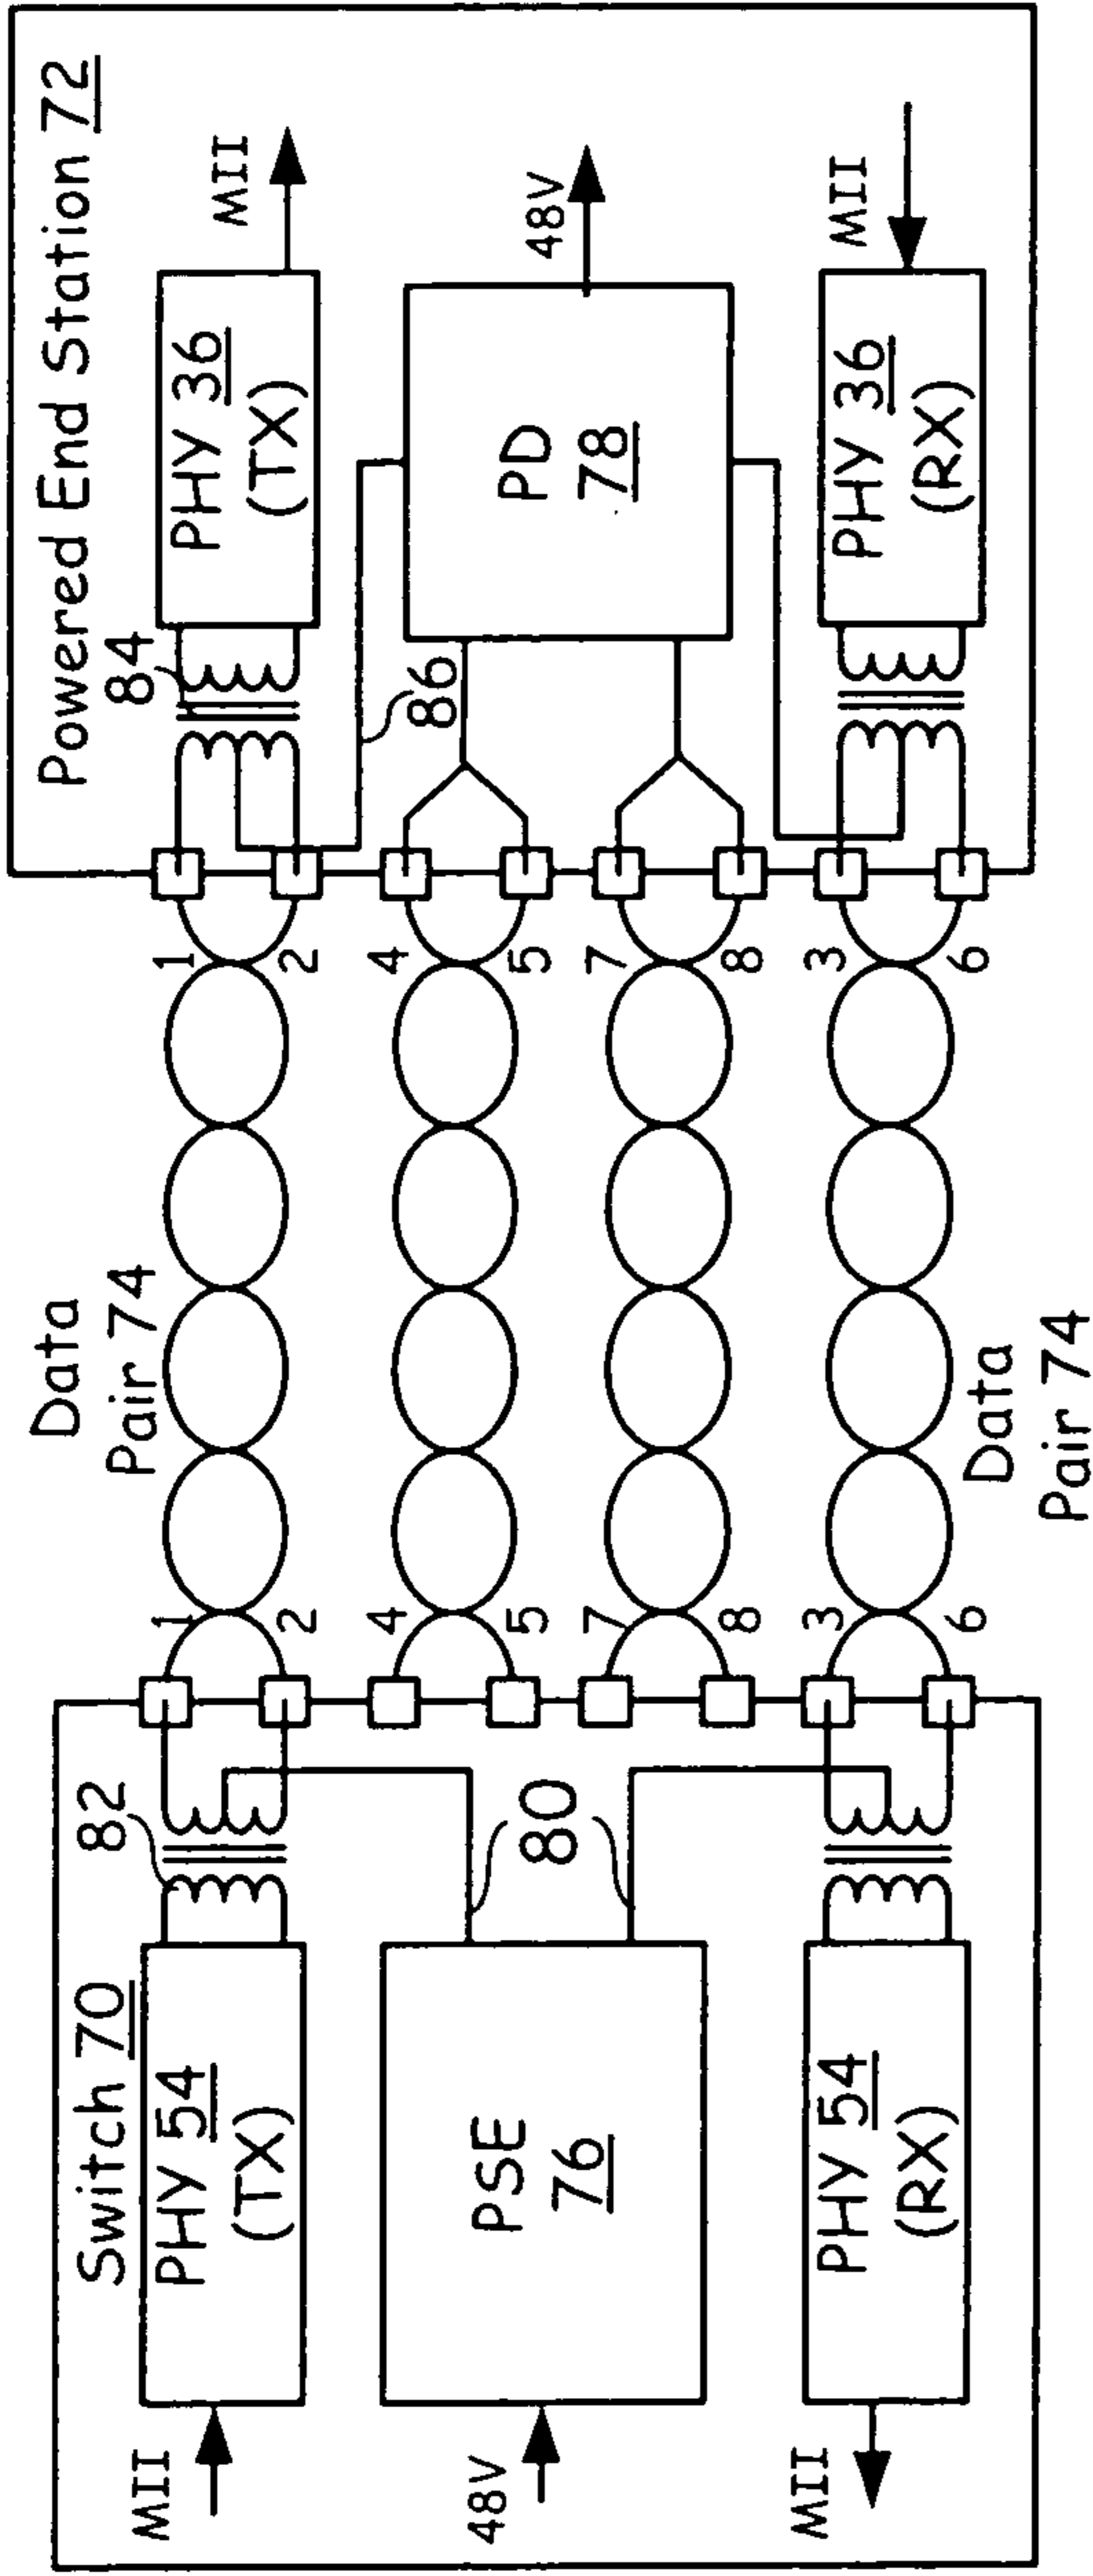 Switch 70
MII
PHY 54
(TX)
82
48V
PSE
76
80
MII
PHY 54
(RX)
Data
Pair 74
1
2
4
5
7
8
3
6
1
2
4
5
7
8
3
6
Data
Pair 74
Powered End Station 72
84
PHY 36
(TX)
MII
86
PD
78
48V
PHY 36
(RX)
MII